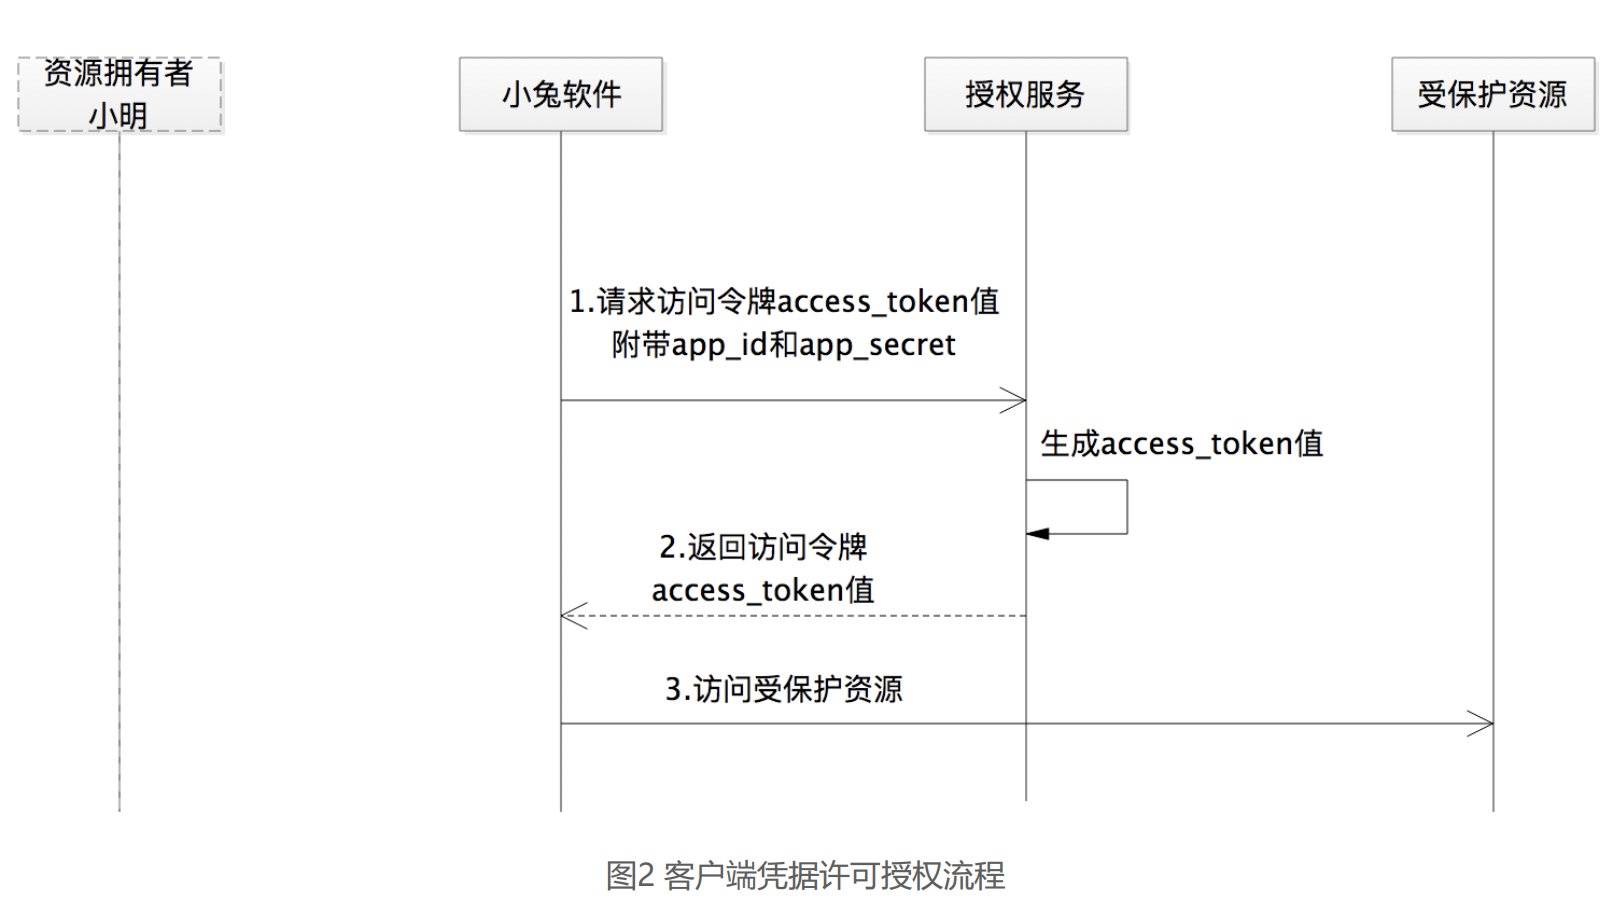 资源拥有者
小明
小兔软件
授权服务
受保护资源
1.请求访问令牌access_token值
附带app_id和app_secret
生成access_token值
2.返回访问令牌
access_token值
3.访问受保护资源
图2 客户端凭据许可授权流程